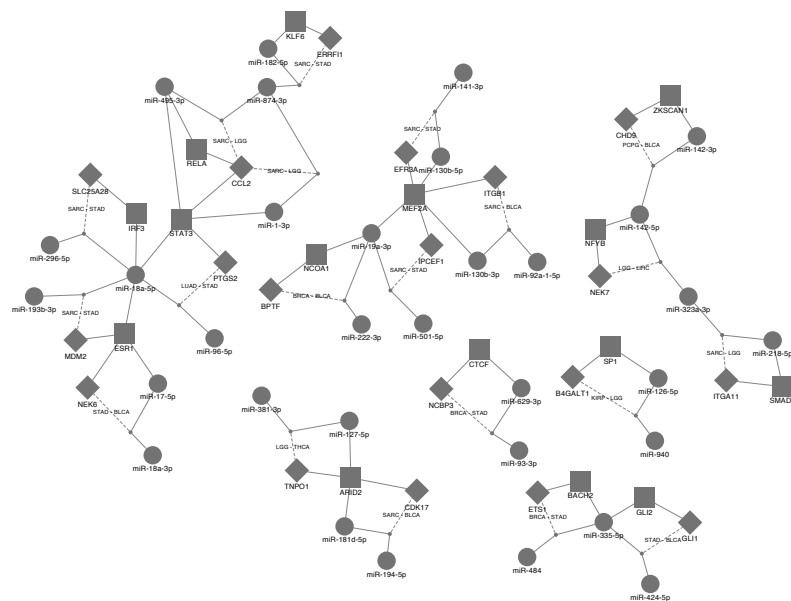 KLF6
ERRFI1
miR-182-5p
SARC - STAD
miR-495-3p
miR-874-3p
SARC - LGG
RELA
CCL2
SARC - LGG
SLC25A28
SARC - STAD
IRF3
STAT3
miR-1-3p
miR-296-5p
miR-18a-5p
PTGS2
LUAD - STAD
miR-193b-3p
SARC - STAD
MDM2
ESR1
miR-96-5p
NEK6
miR-17-5p
STAD - BLCA
miR-18a-3p
miR-141-3p
SARC - STAD
EFR3A
miR-130b-5p
MEF2A
ITGB1
SARC - BLCA
miR-19a-3p
NCOA1
IPCEF1
SARC - STAD
miR-130b-3p
miR-92a-1-5p
BPTF
BRCA - BLCA
miR-222-3p
miR-501-5p
ZKSCAN1
CHD9
PCPG - BLCA
miR-142-3p
miR-142-5p
NFYB
LGG - LIHC
NEK7
miR-323a-3p
miR-218-5p
SARC - LGG
ITGA11
SMAD
CTCF
NCBP3
miR-629-3p
BRCA - STAD
miR-93-3p
SP1
B4GALT1
miR-126-5p
KIRP - LGG
miR-940
miR-381-3p
miR-127-5p
LGG - THCA
TNPO1
ARID2
CDK17
SARC - BLCA
miR-181d-5p
miR-194-5p
BACH2
ETS1
GLI2
BRCA - STAD
miR-335-5p
GLI1
STAD - BLCA
miR-484
miR-424-5p